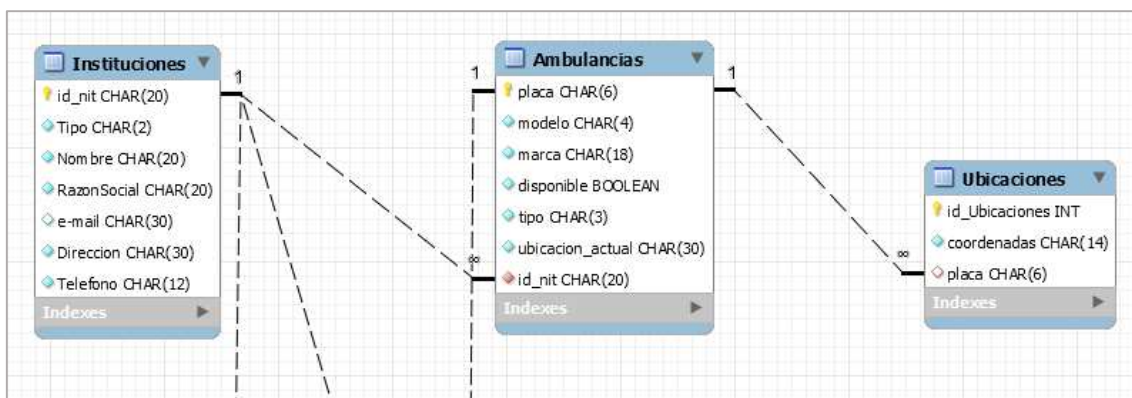 Instituciones
id_nit CHAR(20)
Tipo CHAR(2)
Nombre CHAR(20)
RazonSocial CHAR(20)
e-mail CHAR(30)
Direccion CHAR(30)
Telefono CHAR(12)
Indexes
1
∞
1
Ambulancias
placa CHAR(6)
modelo CHAR(4)
marca CHAR(18)
disponible BOOLEAN
tipo CHAR(3)
ubicacion_actual CHAR(30)
id_nit CHAR(20)
Indexes
1
∞
Ubicaciones
id_Ubicaciones INT
coordenadas CHAR(14)
placa CHAR(6)
Indexes